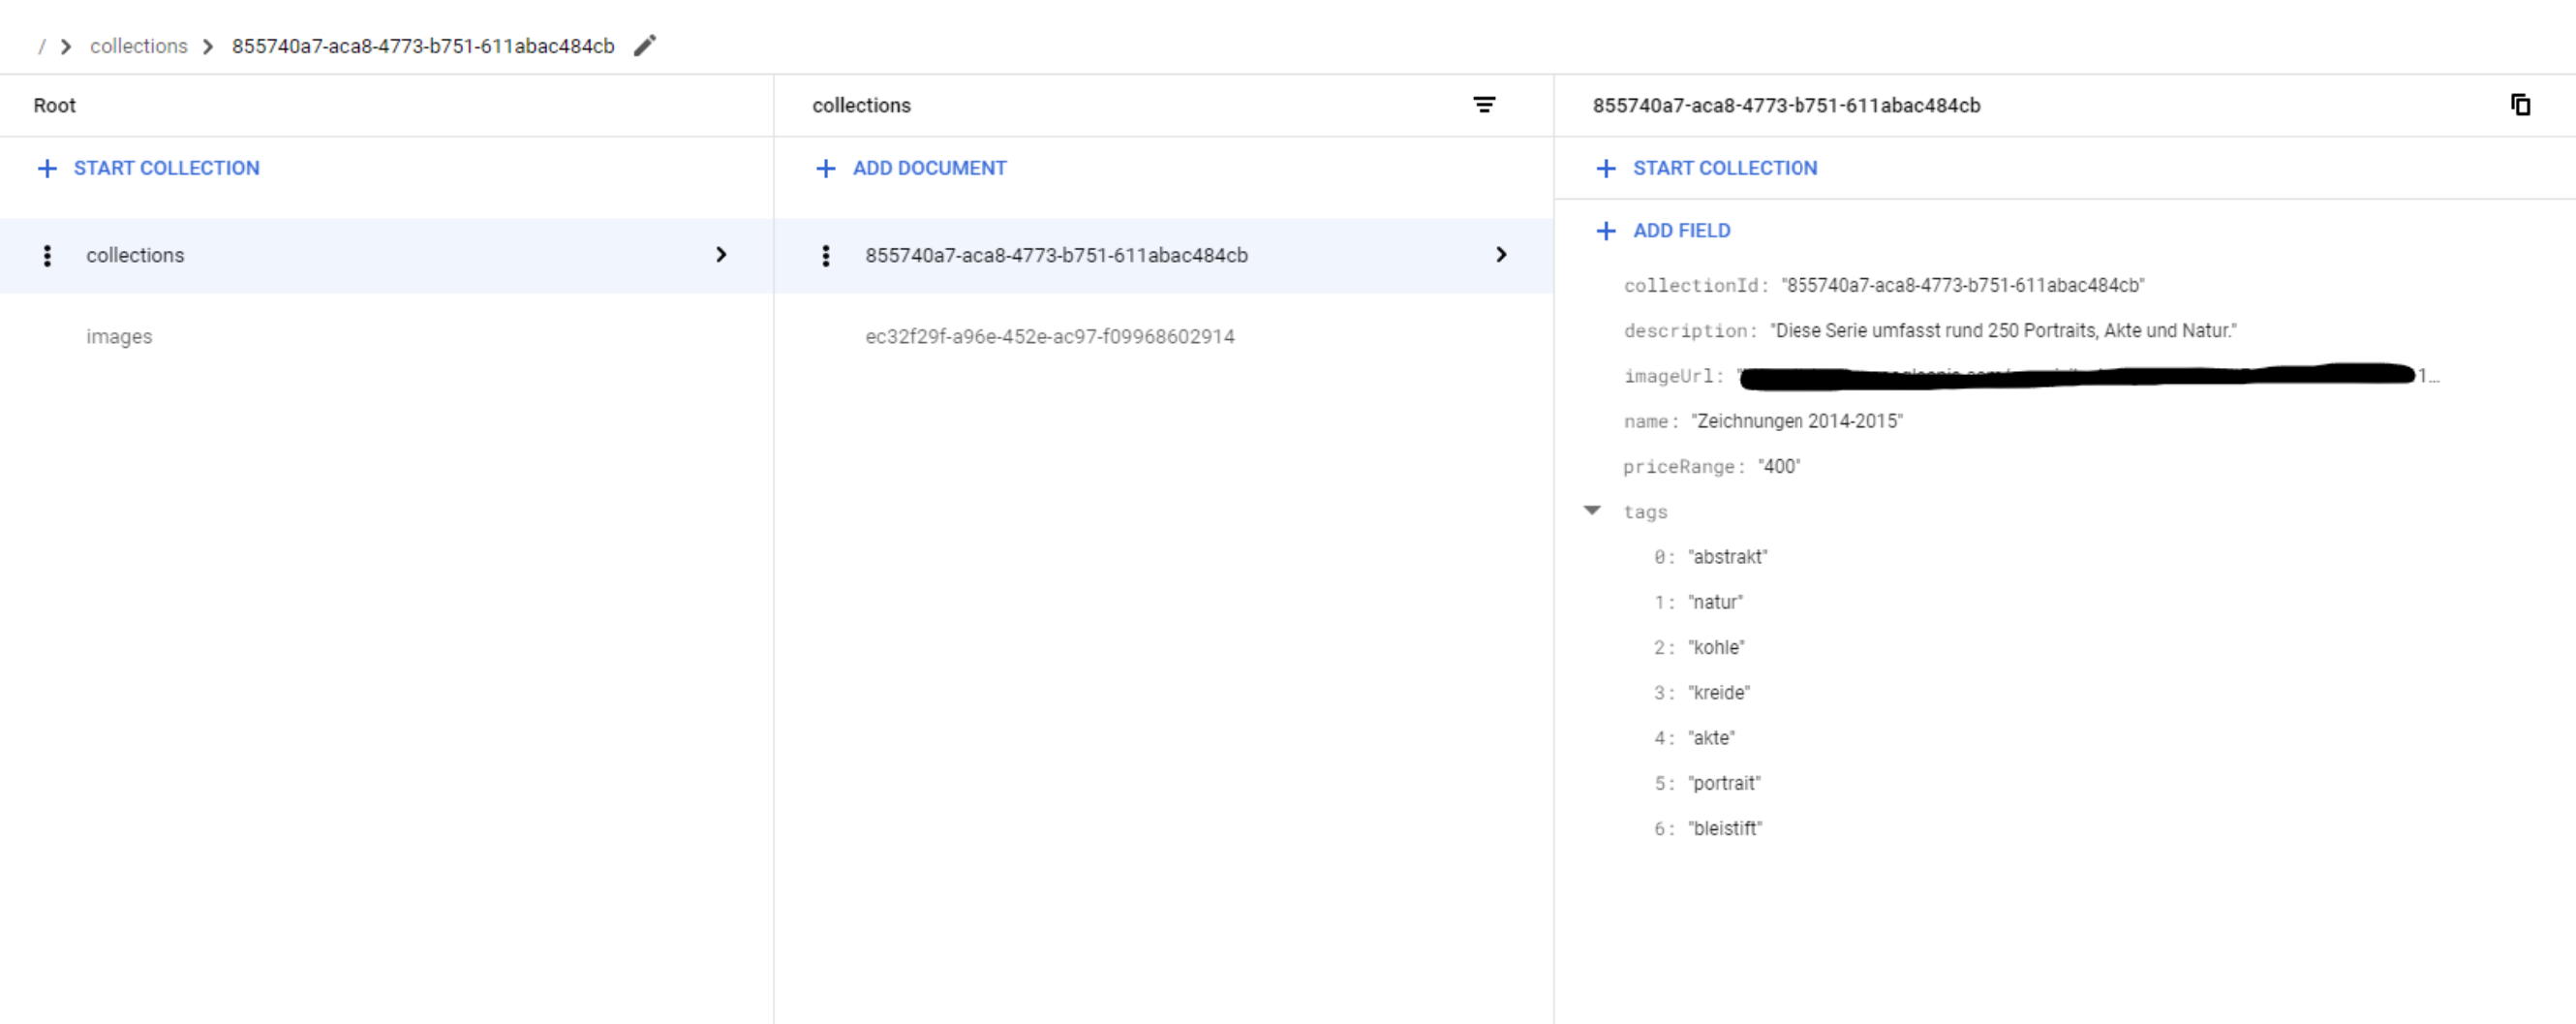 / > collections > 855740a7-aca8-4773-b751-611abac484cb
Root
+ START COLLECTION
collections
images
collections
+ ADD DOCUMENT
855740a7-aca8-4773-b751-611abac484cb
ec32f29f-a96e-452e-ac97-f09968602914
855740a7-aca8-4773-b751-611abac484cb
+ START COLLECTION
+ ADD FIELD
collectionId: "855740a7-aca8-4773-b751-611abac484cb"
description: "Diese Serie umfasst rund 250 Portraits, Akte und Natur."
imageUrl: " 1...
name: "Zeichnungen 2014-2015"
priceRange: "400"
tags
0: "abstrakt"
1: "natur"
2: "kohle"
3: "kreide"
4: "akte"
5: "portrait"
6: "bleistift"